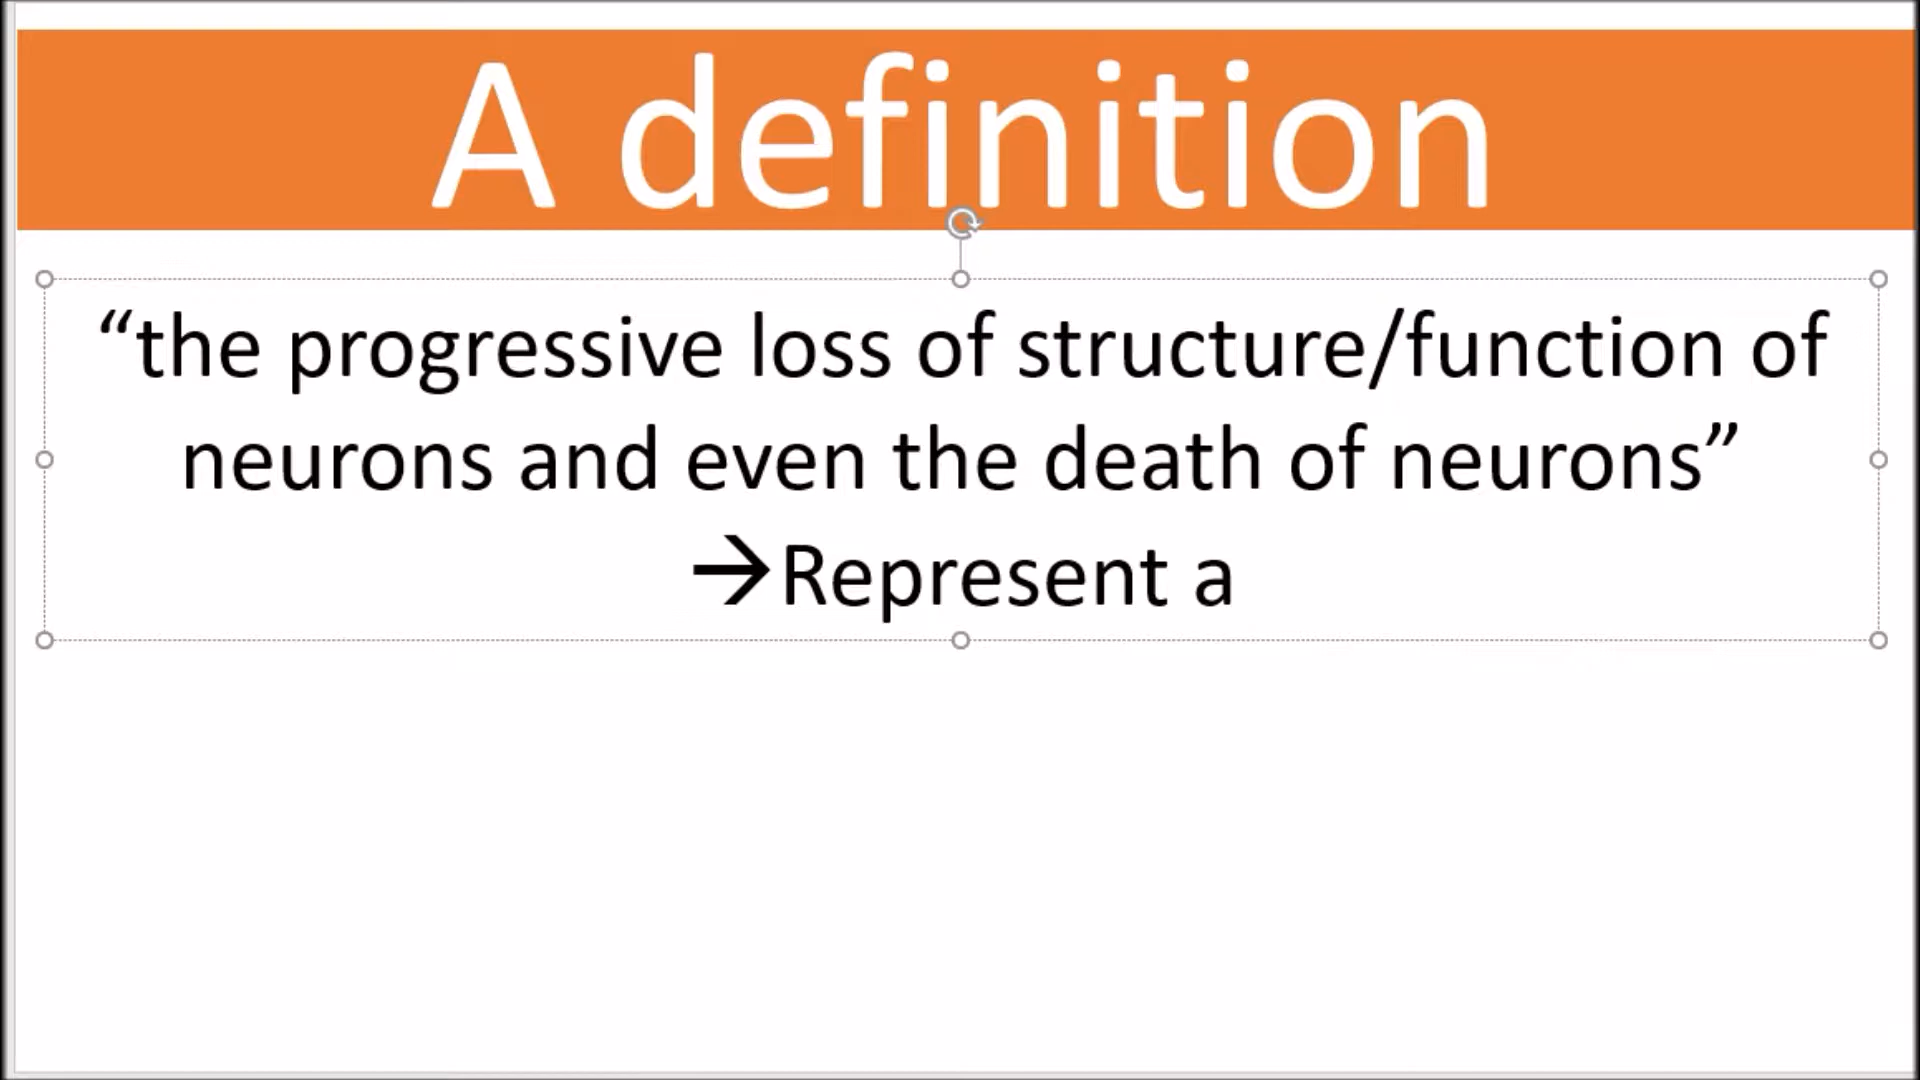 A definition
“the progressive loss of structure/function of
neurons and even the death of neurons”
→Represent a